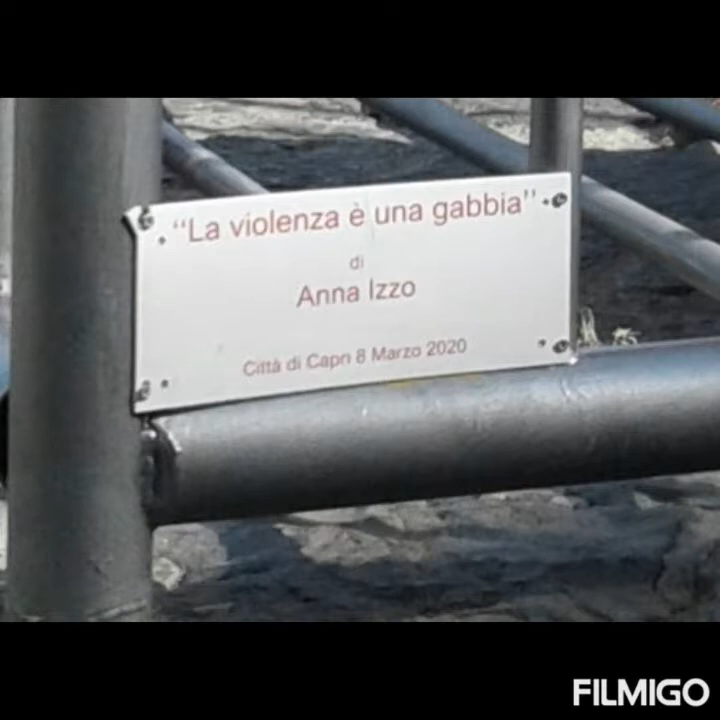 “La violenza è una gabbia”
di
Anna Izzo
Città di Capri 8 Marzo 2020
FILMIGO